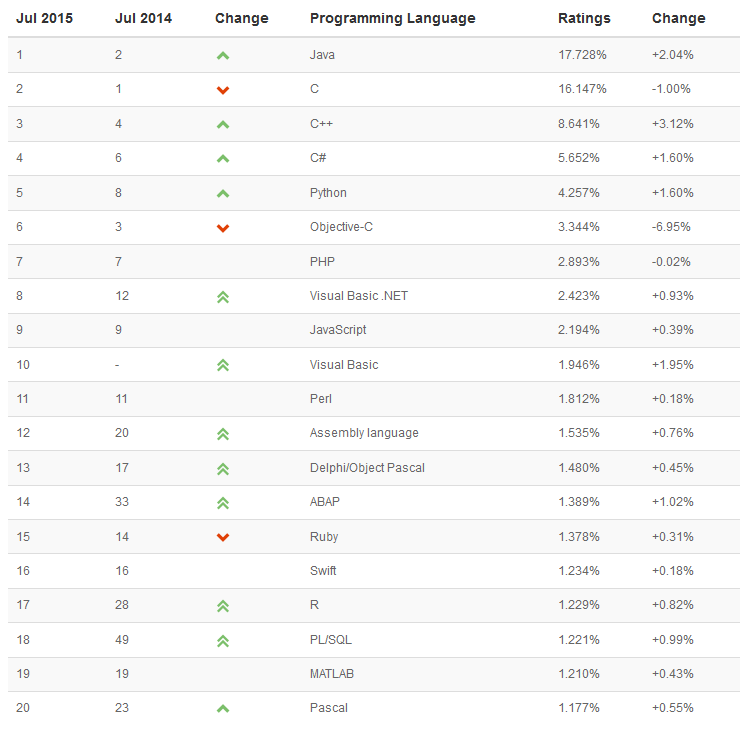 Jul 2015 Jul 2014 Change Programming Language Ratings Change
1 2 Java 17.728% +2.04%
2 1 C 16.147% -1.00%
3 4 C++ 8.641% +3.12%
4 6 C# 5.652% +1.60%
5 8 Python 4.257% +1.60%
6 3 Objective-C 3.344% -6.95%
7 7 PHP 2.893% -0.02%
8 12 Visual Basic .NET 2.423% +0.93%
9 9 JavaScript 2.194% +0.39%
10 - Visual Basic 1.946% +1.95%
11 11 Perl 1.812% +0.18%
12 20 Assembly language 1.535% +0.76%
13 17 Delphi/Object Pascal 1.480% +0.45%
14 33 ABAP 1.389% +1.02%
15 14 Ruby 1.378% +0.31%
16 16 Swift 1.234% +0.18%
17 28 R 1.229% +0.82%
18 49 PL/SQL 1.221% +0.99%
19 19 MATLAB 1.210% +0.43%
20 23 Pascal 1.177% +0.55%